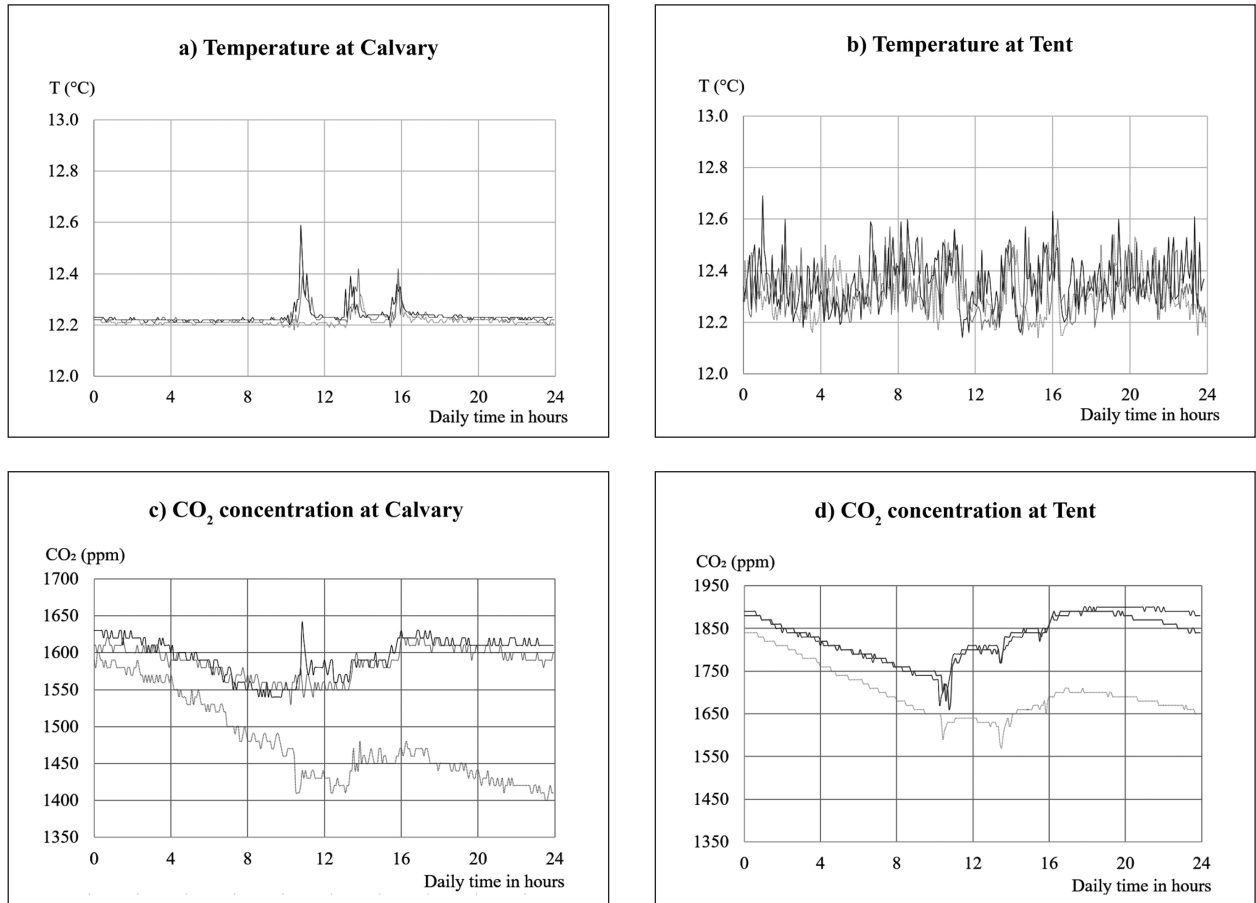 a) Temperature at Calvary
T (°C)
13.0
12.8
12.6
12.4
12.2
12.0
0 4 8 12 16 20 24
Daily time in hours
b) Temperature at Tent
T (°C)
13.0
12.8
12.6
12.4
12.2
12.0
0 4 8 12 16 20 24
Daily time in hours
c) CO₂ concentration at Calvary
CO₂ (ppm)
1700
1650
1600
1550
1500
1450
1400
1350
0 4 8 12 16 20 24
Daily time in hours
d) CO₂ concentration at Tent
CO₂ (ppm)
1950
1850
1750
1650
1550
1450
1350
0 4 8 12 16 20 24
Daily time in hours